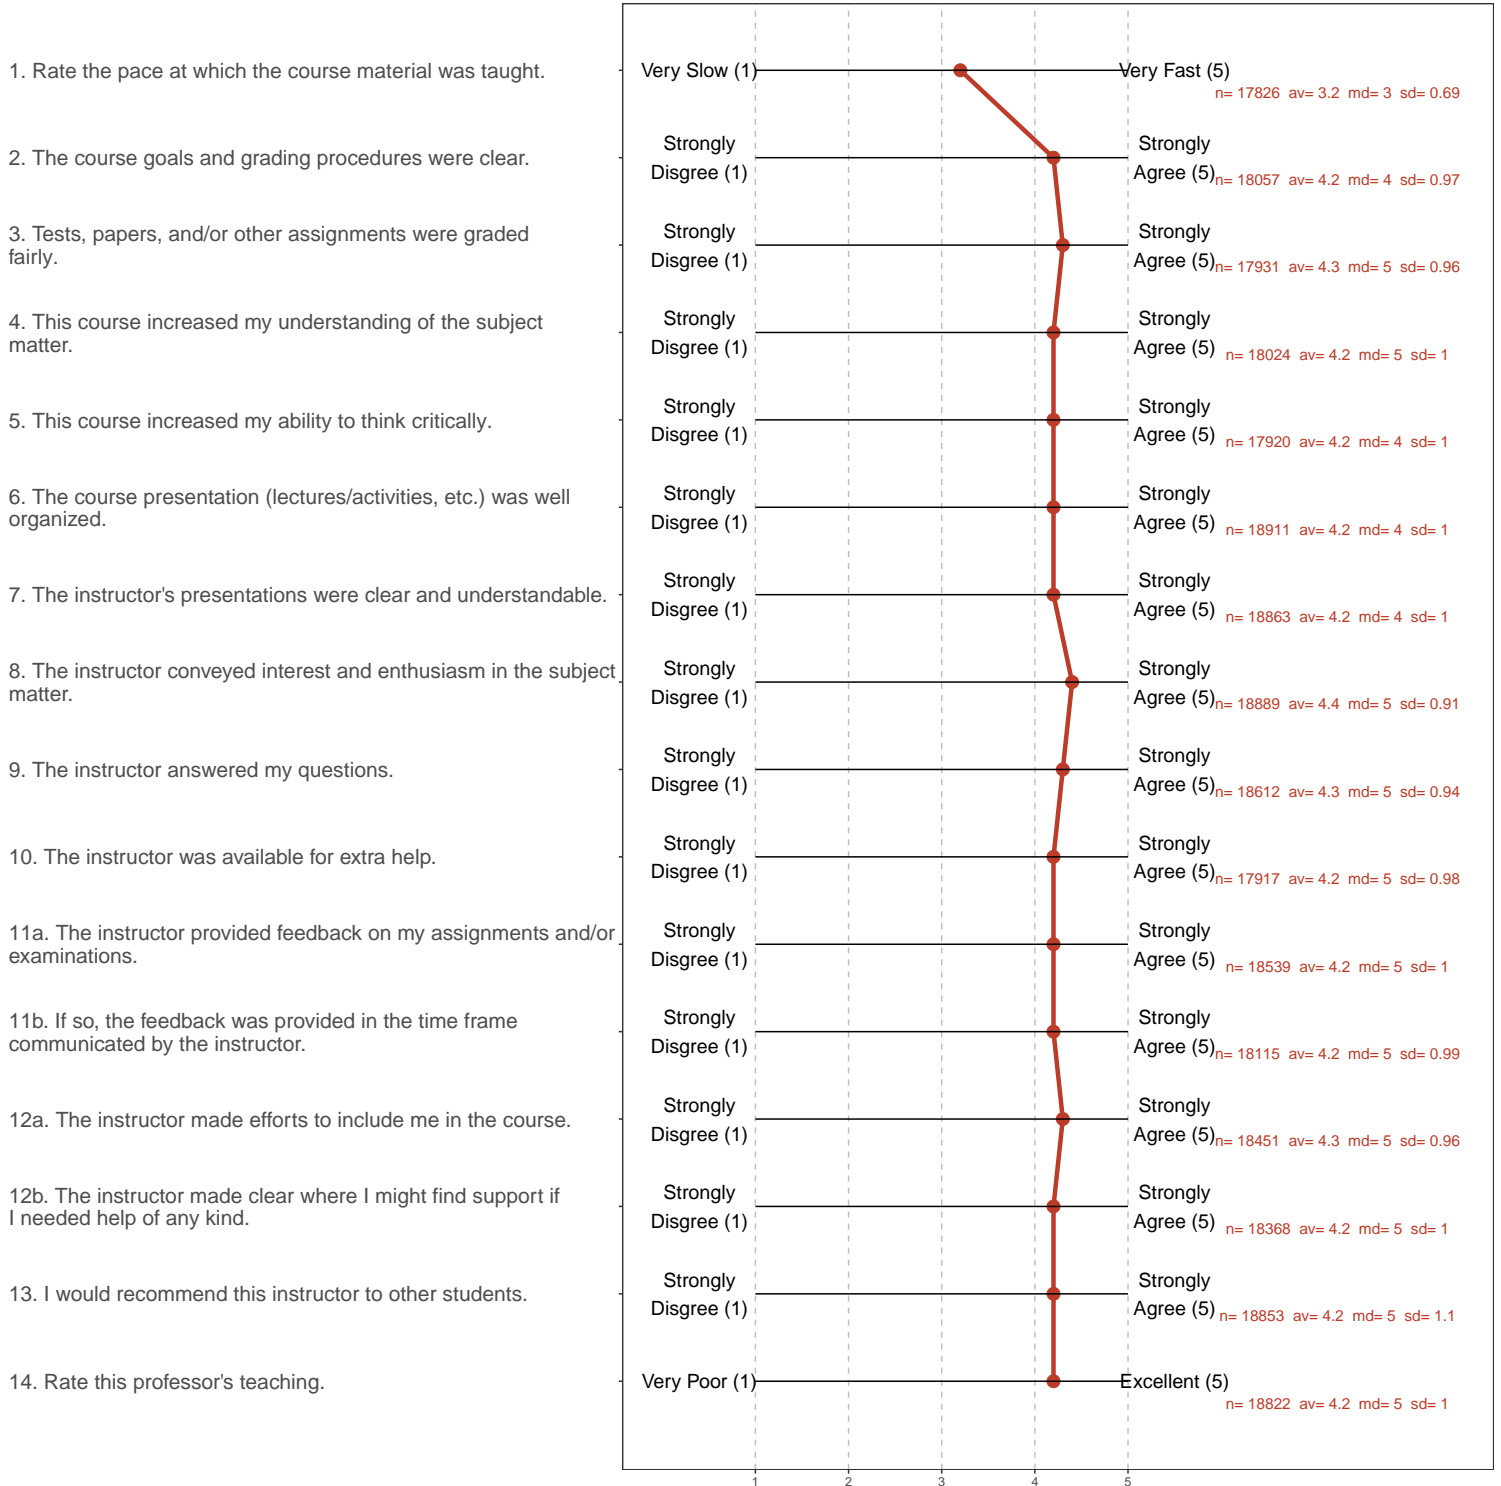 1. Rate the pace at which the course material was taught.
Very Slow (1)
Very Fast (5)
n= 17826 av= 3.2 md= 3 sd= 0.69
2. The course goals and grading procedures were clear.
Strongly
Disgree (1)
Strongly
Agree (5)
n= 18057 av= 4.2 md= 4 sd= 0.97
3. Tests, papers, and/or other assignments were graded
fairly.
Strongly
Disgree (1)
Strongly
Agree (5)
n= 17931 av= 4.3 md= 5 sd= 0.96
4. This course increased my understanding of the subject
matter.
Strongly
Disgree (1)
Strongly
Agree (5)
n= 18024 av= 4.2 md= 5 sd= 1
5. This course increased my ability to think critically.
Strongly
Disgree (1)
Strongly
Agree (5)
n= 17920 av= 4.2 md= 4 sd= 1
6. The course presentation (lectures/activities, etc.) was well
organized.
Strongly
Disgree (1)
Strongly
Agree (5)
n= 18911 av= 4.2 md= 4 sd= 1
7. The instructor's presentations were clear and understandable.
Strongly
Disgree (1)
Strongly
Agree (5)
n= 18863 av= 4.2 md= 4 sd= 1
8. The instructor conveyed interest and enthusiasm in the subject
matter.
Strongly
Disgree (1)
Strongly
Agree (5)
n= 18889 av= 4.4 md= 5 sd= 0.91
9. The instructor answered my questions.
Strongly
Disgree (1)
Strongly
Agree (5)
n= 18612 av= 4.3 md= 5 sd= 0.94
10. The instructor was available for extra help.
Strongly
Disgree (1)
Strongly
Agree (5)
n= 17917 av= 4.2 md= 5 sd= 0.98
11a. The instructor provided feedback on my assignments and/or
examinations.
Strongly
Disgree (1)
Strongly
Agree (5)
n= 18539 av= 4.2 md= 5 sd= 1
11b. If so, the feedback was provided in the time frame
communicated by the instructor.
Strongly
Disgree (1)
Strongly
Agree (5)
n= 18115 av= 4.2 md= 5 sd= 0.99
12a. The instructor made efforts to include me in the course.
Strongly
Disgree (1)
Strongly
Agree (5)
n= 18451 av= 4.3 md= 5 sd= 0.96
12b. The instructor made clear where I might find support if
I needed help of any kind.
Strongly
Disgree (1)
Strongly
Agree (5)
n= 18368 av= 4.2 md= 5 sd= 1
13. I would recommend this instructor to other students.
Strongly
Disgree (1)
Strongly
Agree (5)
n= 18853 av= 4.2 md= 5 sd= 1.1
14. Rate this professor's teaching.
Very Poor (1)
Excellent (5)
n= 18822 av= 4.2 md= 5 sd= 1
1 2 3 4 5